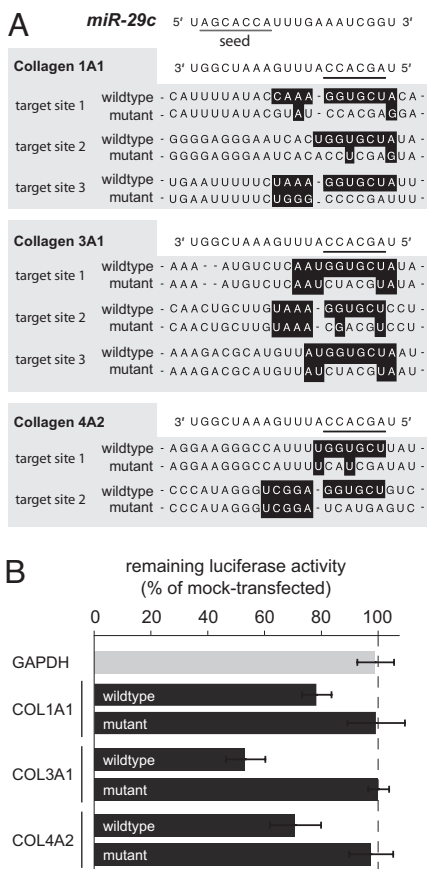 A
miR-29c 5' UAGCACCAUUUGAAAUCGGU 3'
seed
Collagen 1A1 3' UGGCUAAAGUUUACCACGAU 5'
target site 1 wildtype - CAUUUUAUACCAAA-GGUGCUACA-
mutant - CAUUUUAUACGUAU-CCACGAGGA-
target site 2 wildtype - GGGGAGGGAAUCACUGGUGCUAUA-
mutant - GGGGAGGGAAUCACACCUCGAGUA-
target site 3 wildtype - UGAAUUUUUCUAAA-GGUGCUAUU-
mutant - UGAAUUUUUCUGGG-CCCCGAUUU-
Collagen 3A1 3' UGGCUAAAGUUUACCACGAU 5'
target site 1 wildtype - AAA--AUGUCUCAAUGGUGCUAUA-
mutant - AAA--AUGUCUCAAUCUACGUAUA-
target site 2 wildtype - CAACUGCUUGUAAA-GGUGCUCCU-
mutant - CAACUGCUUGUAAA-CGACGUCCU-
target site 3 wildtype - AAAGACGCAUGUUAUGGUGCUAAU-
mutant - AAAGACGCAUGUUAUCUACGUAAU-
Collagen 4A2 3' UGGCUAAAGUUUACCACGAU 5'
target site 1 wildtype - AGGAAGGGCCAUUUUGGUGCUUAU-
mutant - AGGAAGGGCCAUUUUCAUCGAUAU-
target site 2 wildtype - CCCAUAGGGUCGGA-GGUGCUGUC-
mutant - CCCAUAGGGUCGGA-UCAUGAGUC-
B
remaining luciferase activity
(% of mock-transfected)
0 20 40 60 80 100
GAPDH
COL1A1
wildtype
mutant
COL3A1
wildtype
mutant
COL4A2
wildtype
mutant